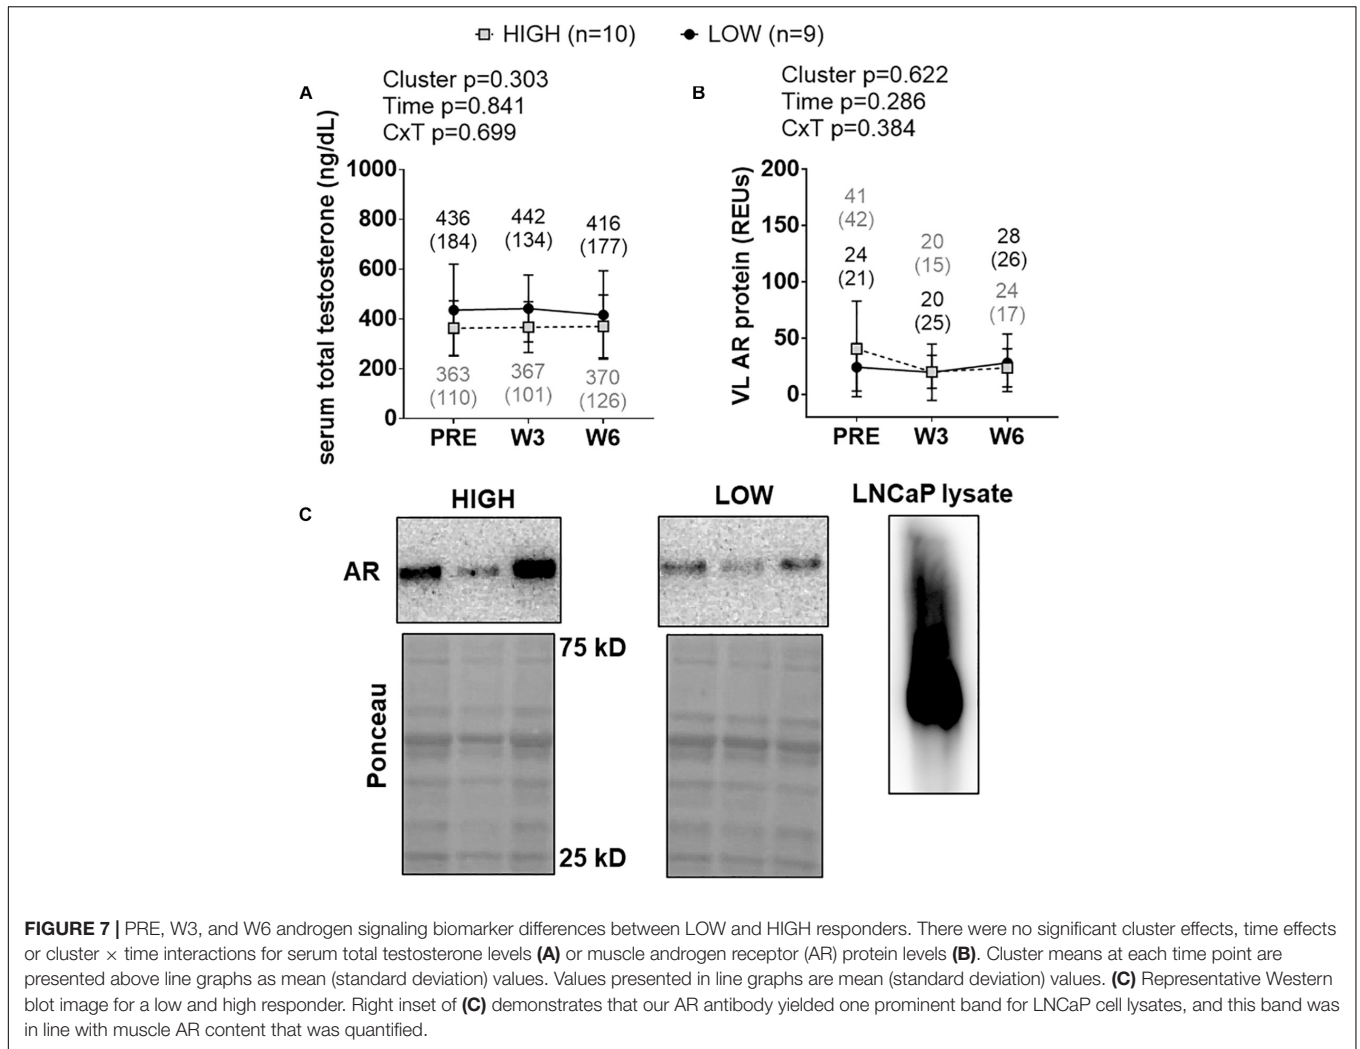 HIGH (n=10) LOW (n=9)
A
Cluster p=0.303
Time p=0.841
CxT p=0.699
serum total testosterone (ng/dL)
1000
800
600
400
200
0
436
(184)
442
(134)
416
(177)
363
(110)
367
(101)
370
(126)
PRE W3 W6
B
Cluster p=0.622
Time p=0.286
CxT p=0.384
VL AR protein (REUs)
200
150
100
50
0
41
(42)
24
(21)
20
(15)
20
(25)
28
(26)
24
(17)
PRE W3 W6
C
HIGH LOW LNCaP lysate
AR
Ponceau
75 kD
25 kD
FIGURE 7 | PRE, W3, and W6 androgen signaling biomarker differences between LOW and HIGH responders. There were no significant cluster effects, time effects
or cluster × time interactions for serum total testosterone levels (A) or muscle androgen receptor (AR) protein levels (B). Cluster means at each time point are
presented above line graphs as mean (standard deviation) values. Values presented in line graphs are mean (standard deviation) values. (C) Representative Western
blot image for a low and high responder. Right inset of (C) demonstrates that our AR antibody yielded one prominent band for LNCaP cell lysates, and this band was
in line with muscle AR content that was quantified.